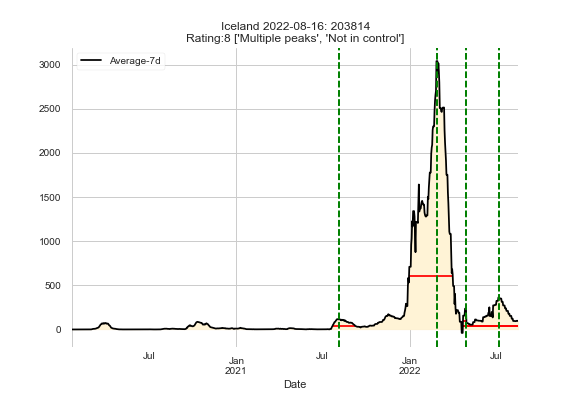 Iceland 2022-08-16: 203814
Rating:8 ['Multiple peaks', 'Not in control']
Average-7d
3000
2500
2000
1500
1000
500
0
Jul
Jan
2021
Jul
Jan
2022
Jul
Date